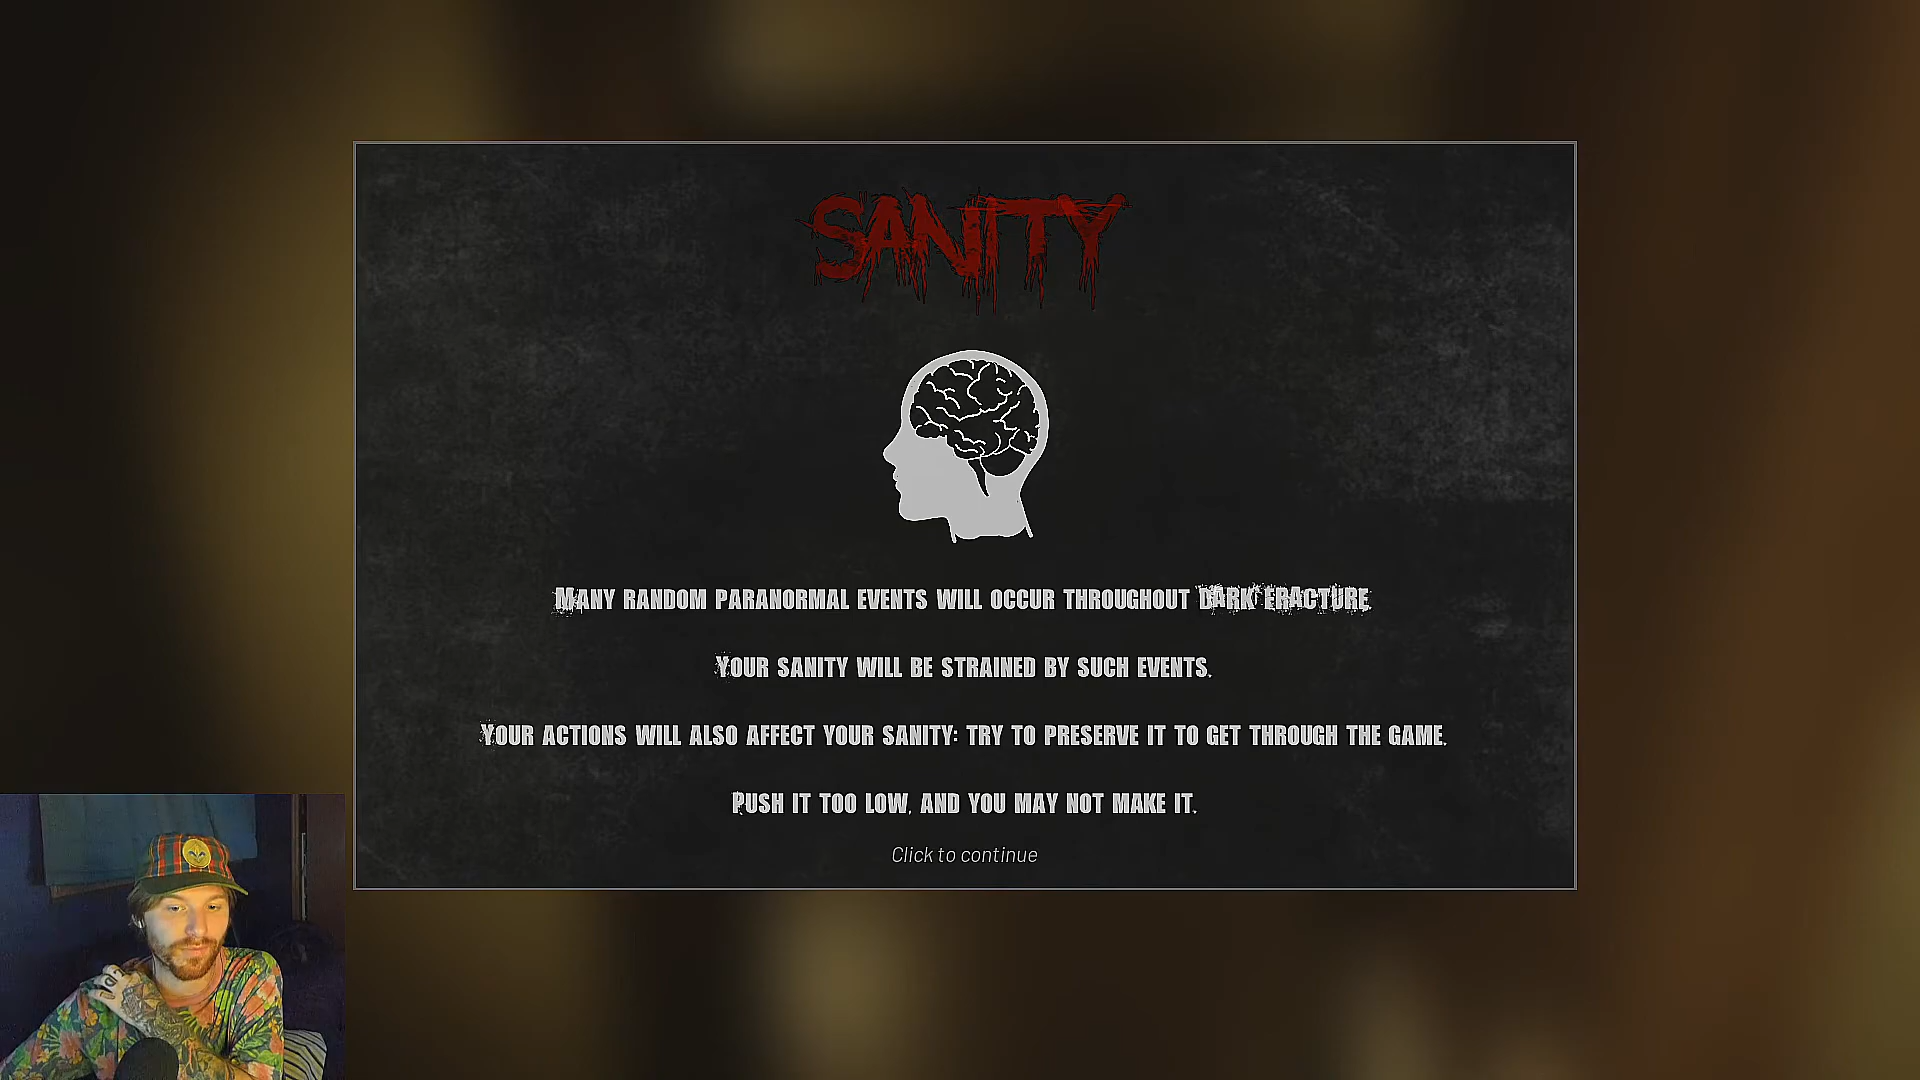 SANITY
MANY RANDOM PARANORMAL EVENTS WILL OCCUR THROUGHOUT DARK FRACTURE.
YOUR SANITY WILL BE STRAINED BY SUCH EVENTS.
YOUR ACTIONS WILL ALSO AFFECT YOUR SANITY: TRY TO PRESERVE IT TO GET THROUGH THE GAME.
PUSH IT TOO LOW, AND YOU MAY NOT MAKE IT.
Click to continue